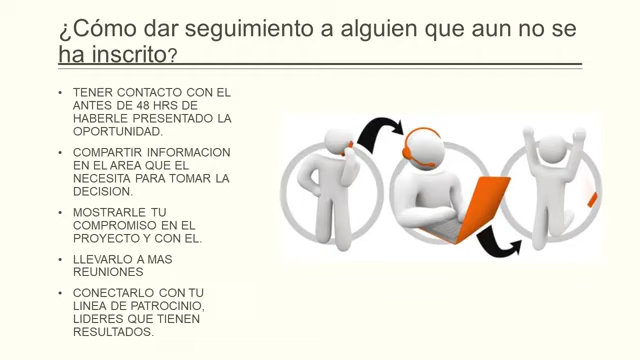 ¿Cómo dar seguimiento a alguien que aun no se
ha inscrito?
• TENER CONTACTO CON EL
ANTES DE 48 HRS DE
HABERLE PRESENTADO LA
OPORTUNIDAD.
• COMPARTIR INFORMACION
EN EL AREA QUE EL
NECESITA PARA TOMAR LA
DECISION.
• MOSTRARLE TU
COMPROMISO EN EL
PROYECTO Y CON EL.
• LLEVARLO A MAS
REUNIONES
• CONECTARLO CON TU
LINEA DE PATROCINIO,
LIDERES QUE TIENEN
RESULTADOS.